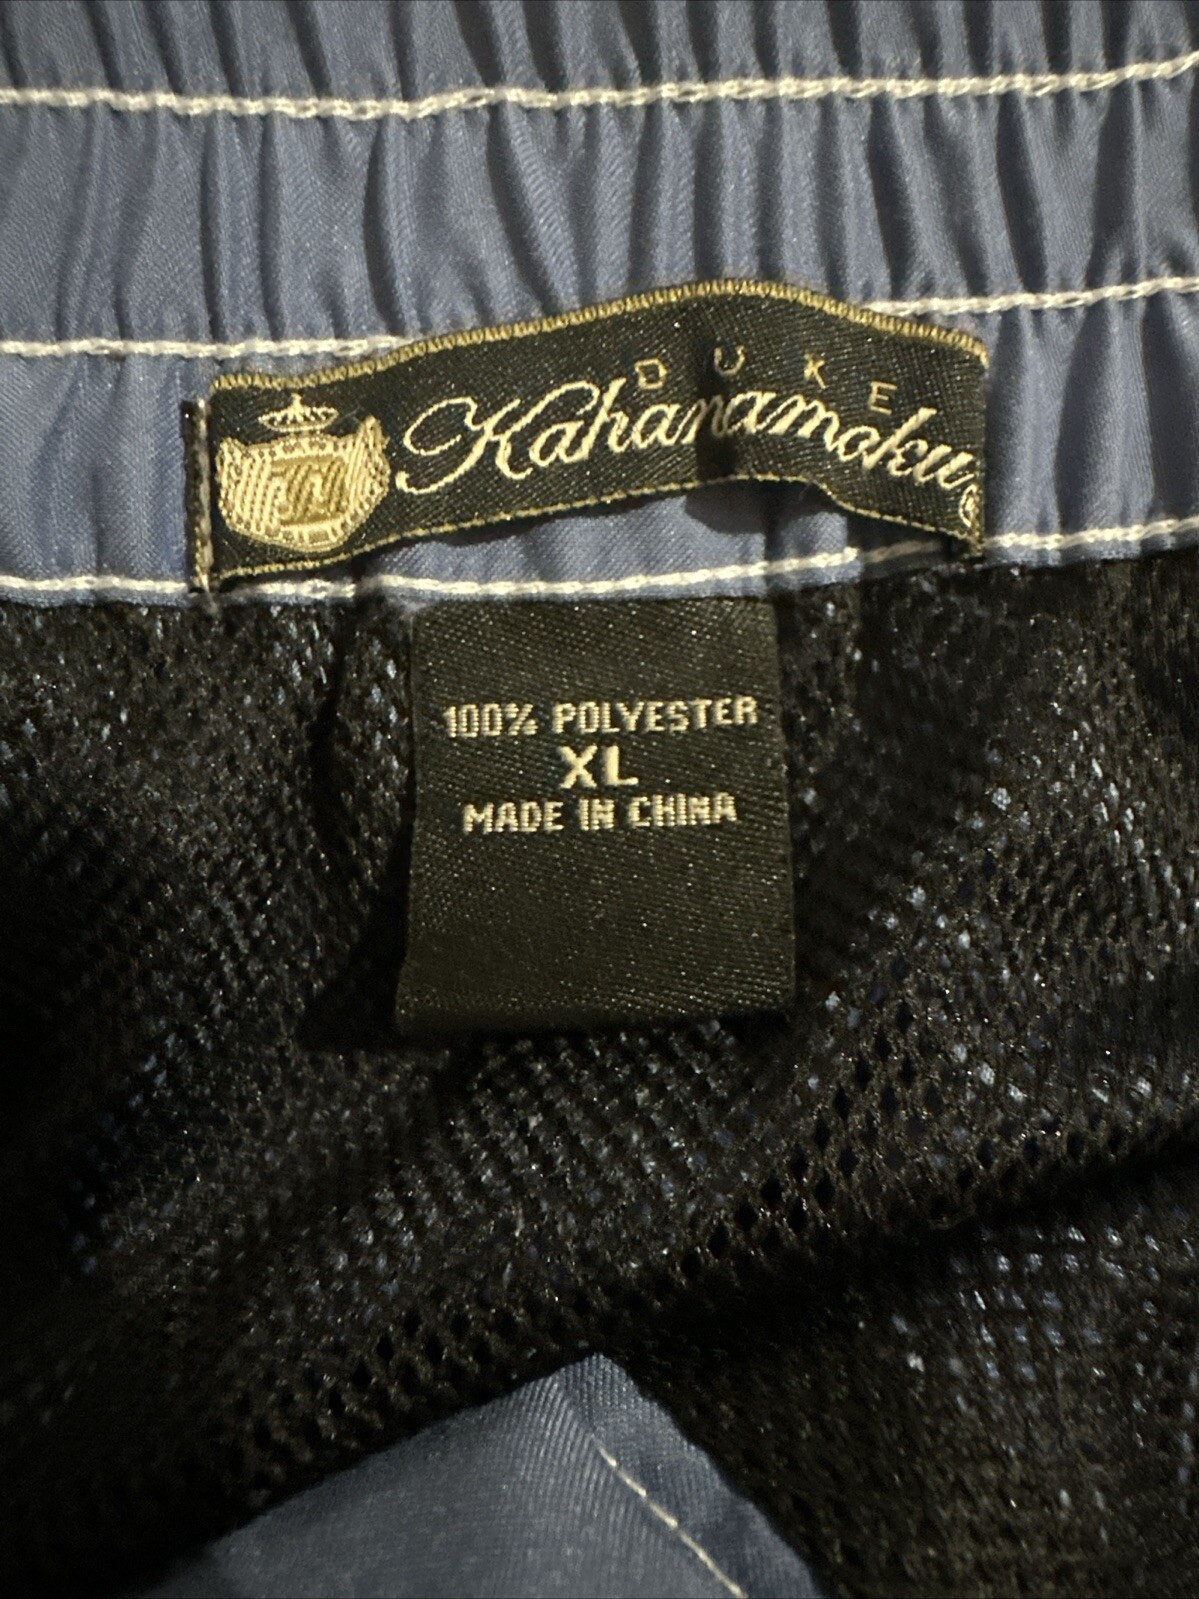 DUKE
Kahanamoku®
100% POLYESTER
XL
MADE IN CHINA